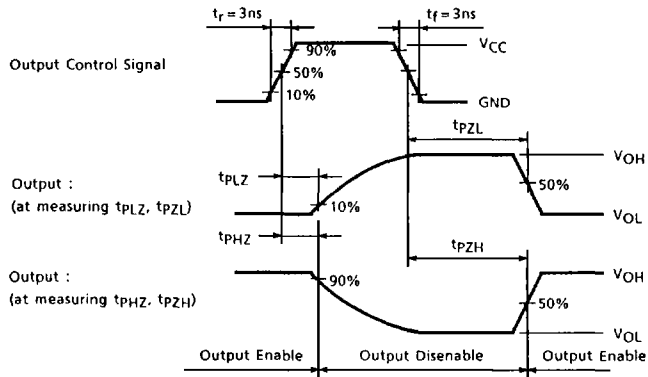 tr = 3ns
tf = 3ns
Output Control Signal
90%
50%
10%
VCC
GND
tPZL
Output :
(at measuring tPLZ, tPZL)
tPLZ
10%
VOH
50%
VOL
tPHZ
tPZH
Output :
(at measuring tPHZ, tPZH)
90%
VOH
50%
VOL
Output Enable
Output Disenable
Output Enable